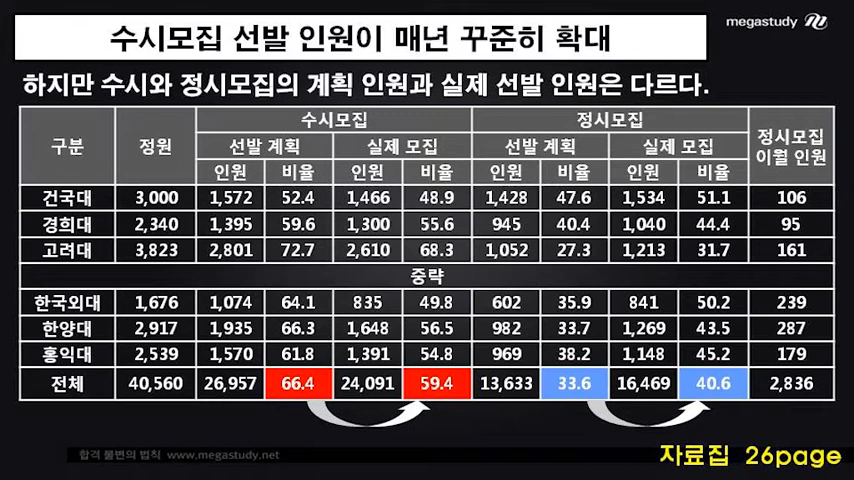 megastudy
수시모집 선발 인원이 매년 꾸준히 확대
하지만 수시와 정시모집의 계획 인원과 실제 선발 인원은 다르다.
구분 정원 수시모집 정시모집 정시모집 이월 인원
선발 계획 실제 모집 선발 계획 실제 모집
인원 비율 인원 비율 인원 비율 인원 비율
건국대 3,000 1,572 52.4 1,466 48.9 1,428 47.6 1,534 51.1 106
경희대 2,340 1,395 59.6 1,300 55.6 945 40.4 1,040 44.4 95
고려대 3,823 2,801 72.7 2,610 68.3 1,052 27.3 1,213 31.7 161
중략
한국외대 1,676 1,074 64.1 835 49.8 602 35.9 841 50.2 239
한양대 2,917 1,935 66.3 1,648 56.5 982 33.7 1,269 43.5 287
홍익대 2,539 1,570 61.8 1,391 54.8 969 38.2 1,148 45.2 179
전체 40,560 26,957 66.4 24,091 59.4 13,633 33.6 16,469 40.6 2,836
합격 불변의 법칙 www.megastudy.net
자료집 26page